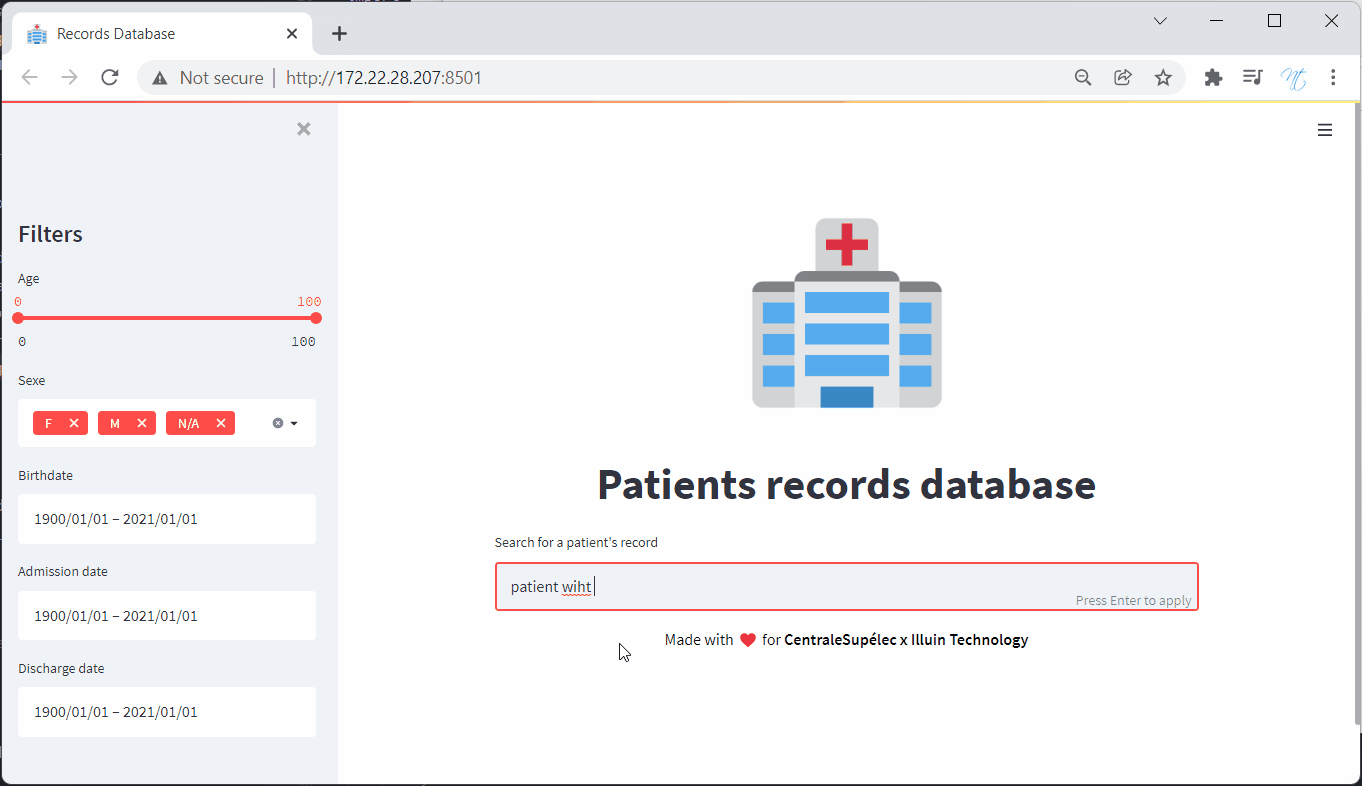 Records Database
Not secure | http://172.22.28.207:8501
Filters
Age
0 100
0 100
Sexe
F M N/A
Birthdate
1900/01/01 – 2021/01/01
Admission date
1900/01/01 – 2021/01/01
Discharge date
1900/01/01 – 2021/01/01
Patients records database
Search for a patient's record
patient wiht
Press Enter to apply
Made with ❤ for CentraleSupélec x Illuin Technology